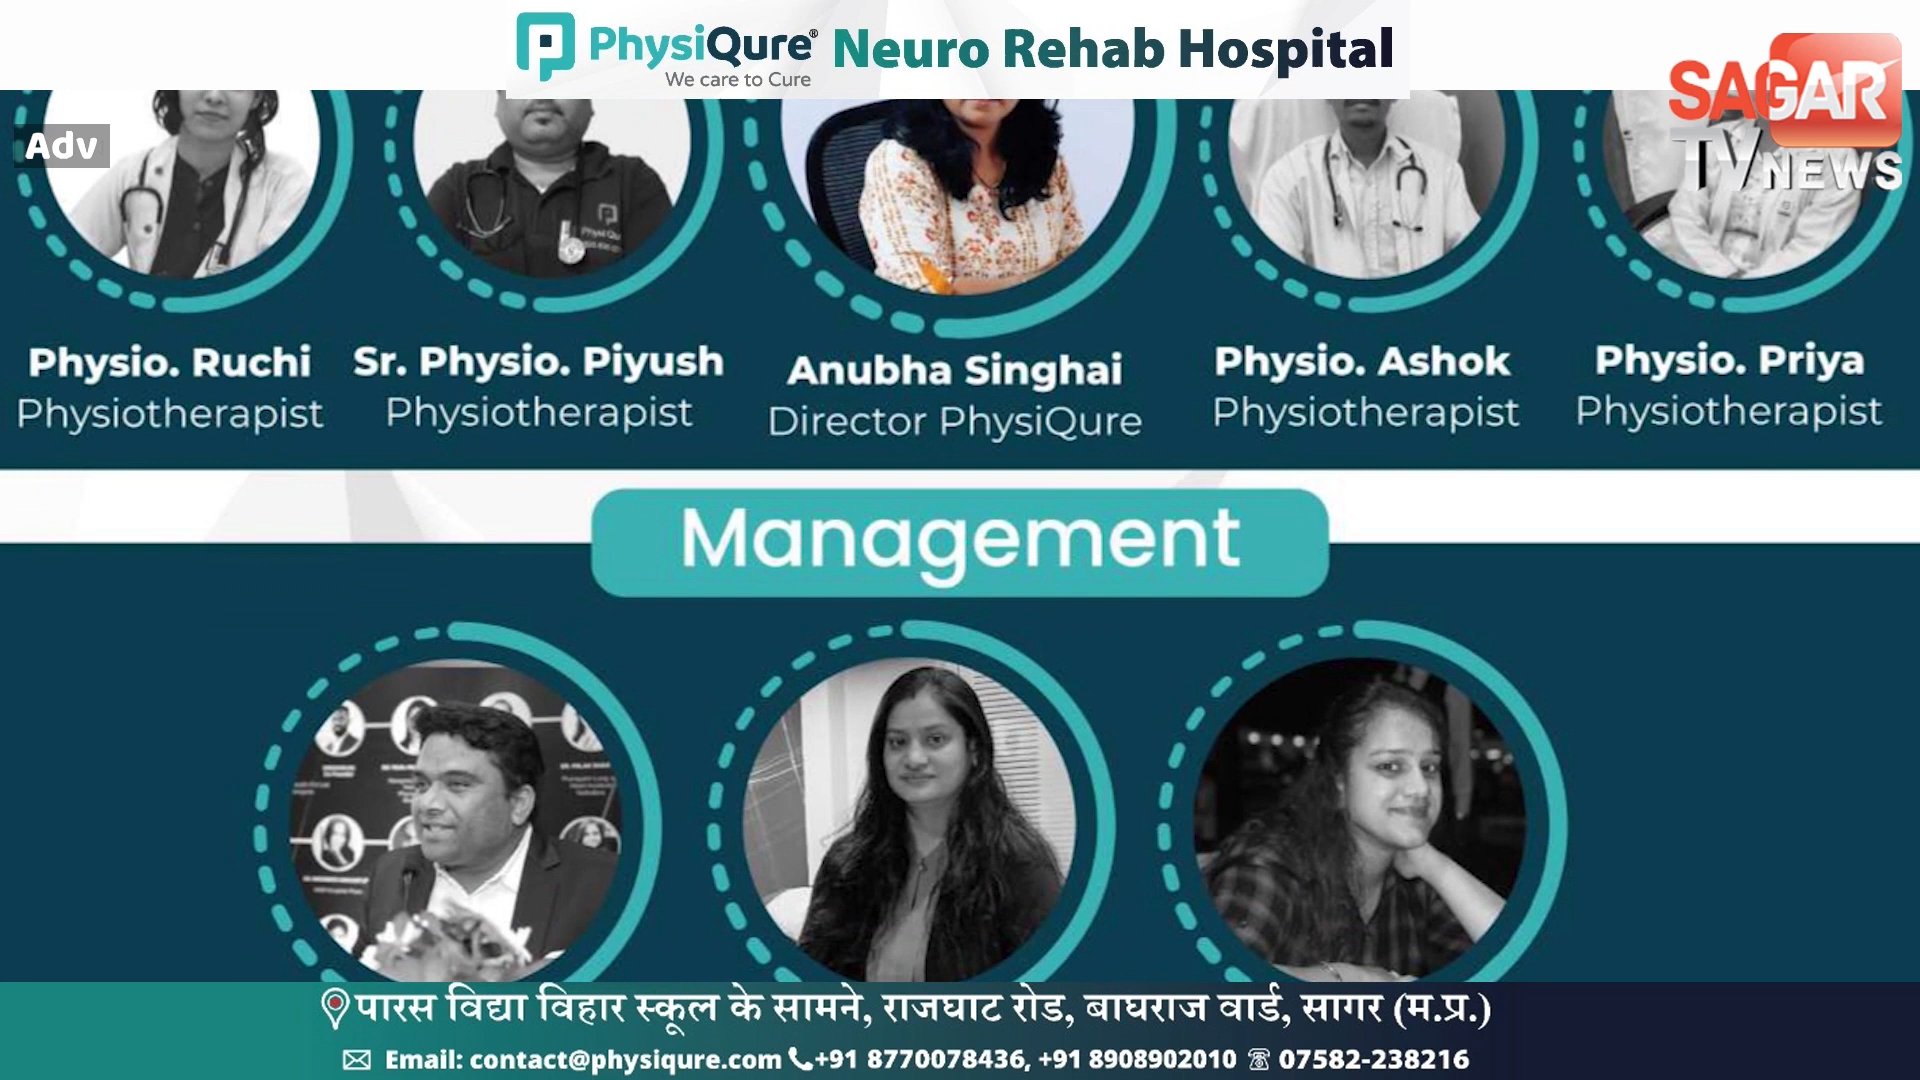 PhysiQure® Neuro Rehab Hospital
We care to Cure
SAGAR
TV NEWS
Adv
Physio. Ruchi
Physiotherapist
Sr. Physio. Piyush
Physiotherapist
Anubha Singhai
Director PhysiQure
Physio. Ashok
Physiotherapist
Physio. Priya
Physiotherapist
Management
पारस विद्या विहार स्कूल के सामने, राजघाट रोड, बाघराज वार्ड, सागर (म.प्र.)
Email: contact@physiqure.com +91 8770078436, +91 8908902010 07582-238216